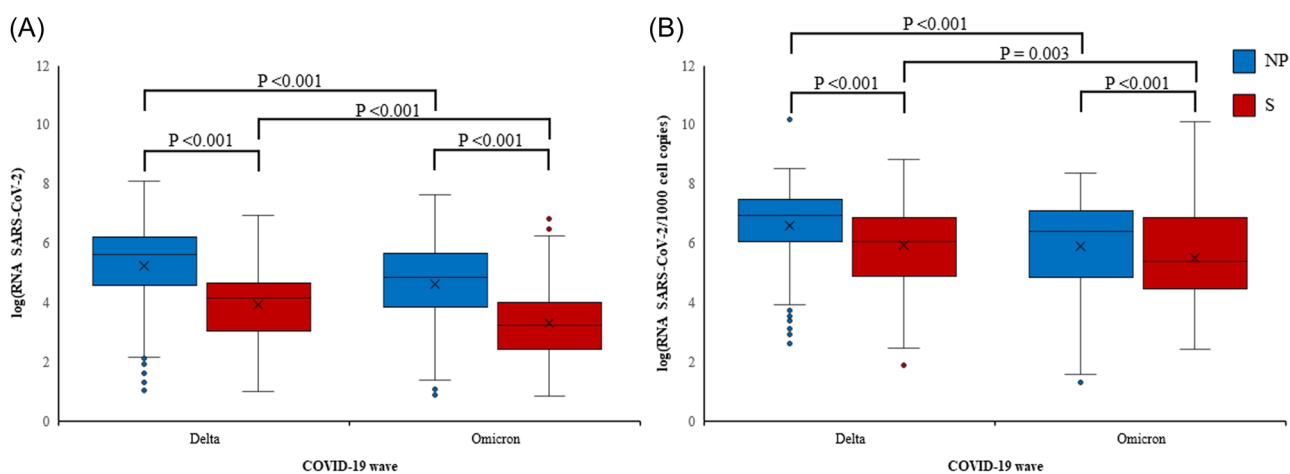 (A)
P <0.001
P <0.001
P <0.001
P <0.001
log(RNA SARS-CoV-2)
12
10
8
6
4
2
0
Delta
Omicron
COVID-19 wave
(B)
P <0.001
P = 0.003
P <0.001
P <0.001
NP
S
log(RNA SARS-CoV-2/1000 cell copies)
12
10
8
6
4
2
0
Delta
Omicron
COVID-19 wave